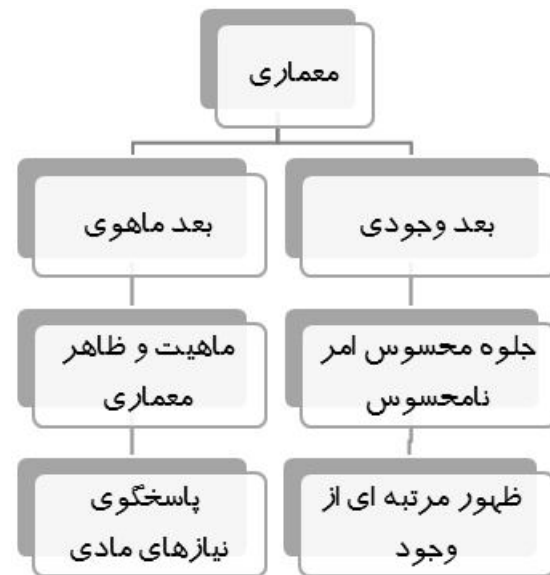 معماری
بعد وجودی
بعد ماهوی
جلوه محسوس امر
نامحسوس
ماهیت و ظاهر
معماری
ظهور مرتبه ای از
وجود
پاسخگوی
نیازهای مادی